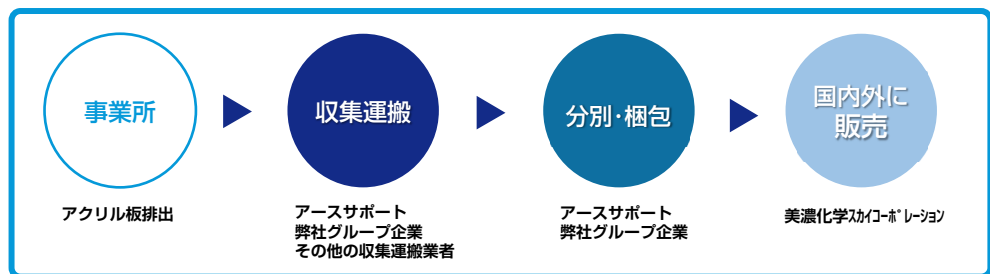 事業所
収集運搬
分別・梱包
国内外に
販売
アクリル板排出
アースサポート
弊社グループ企業
その他の収集運搬業者
アースサポート
弊社グループ企業
美濃化学ｽｶｲｺｰﾎﾟﾚｰｼｮﾝ